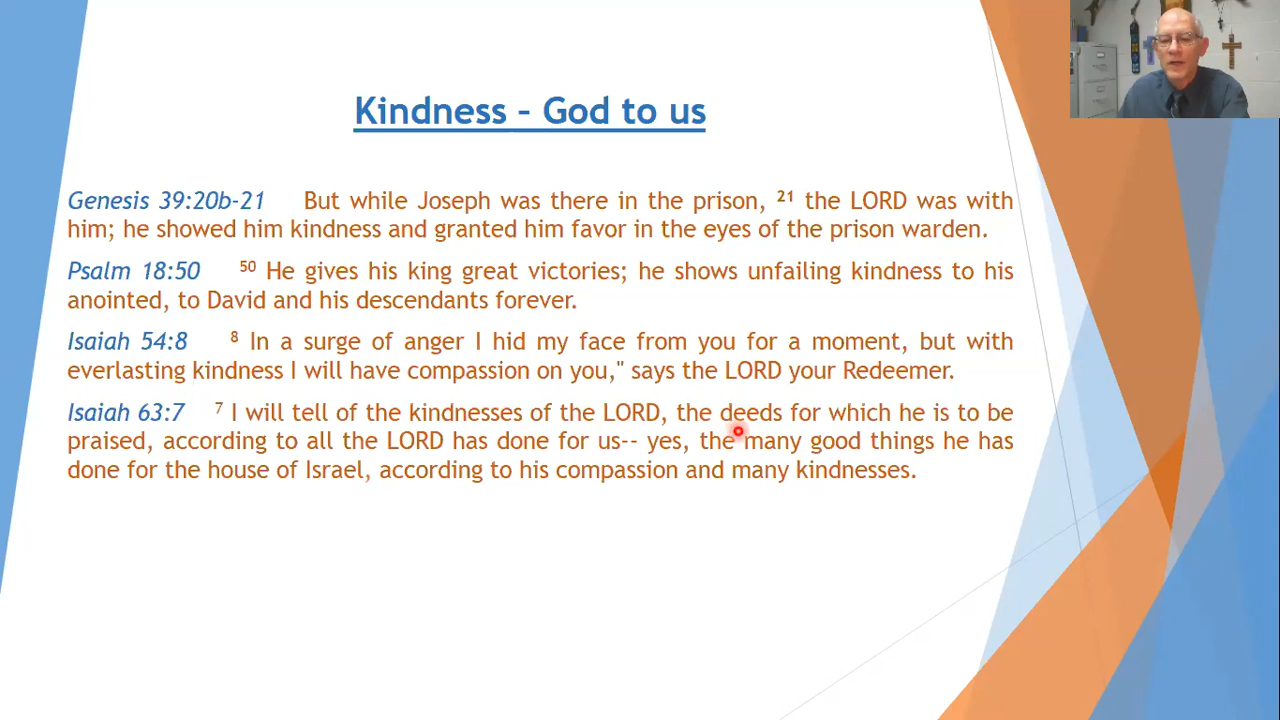 Kindness – God to us
Genesis 39:20b-21 But while Joseph was there in the prison, 21 the LORD was with
him; he showed him kindness and granted him favor in the eyes of the prison warden.
Psalm 18:50 50 He gives his king great victories; he shows unfailing kindness to his
anointed, to David and his descendants forever.
Isaiah 54:8 8 In a surge of anger I hid my face from you for a moment, but with
everlasting kindness I will have compassion on you," says the LORD your Redeemer.
Isaiah 63:7 7 I will tell of the kindnesses of the LORD, the deeds for which he is to be
praised, according to all the LORD has done for us-- yes, the many good things he has
done for the house of Israel, according to his compassion and many kindnesses.